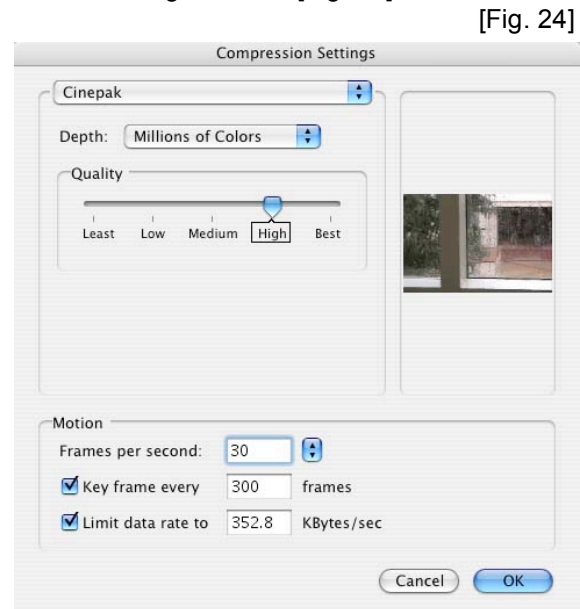 [Fig. 24]
Compression Settings
Cinepak
Depth: Millions of Colors
Quality
Least Low Medium High Best
Motion
Frames per second: 30
Key frame every 300 frames
Limit data rate to 352.8 KBytes/sec
Cancel OK